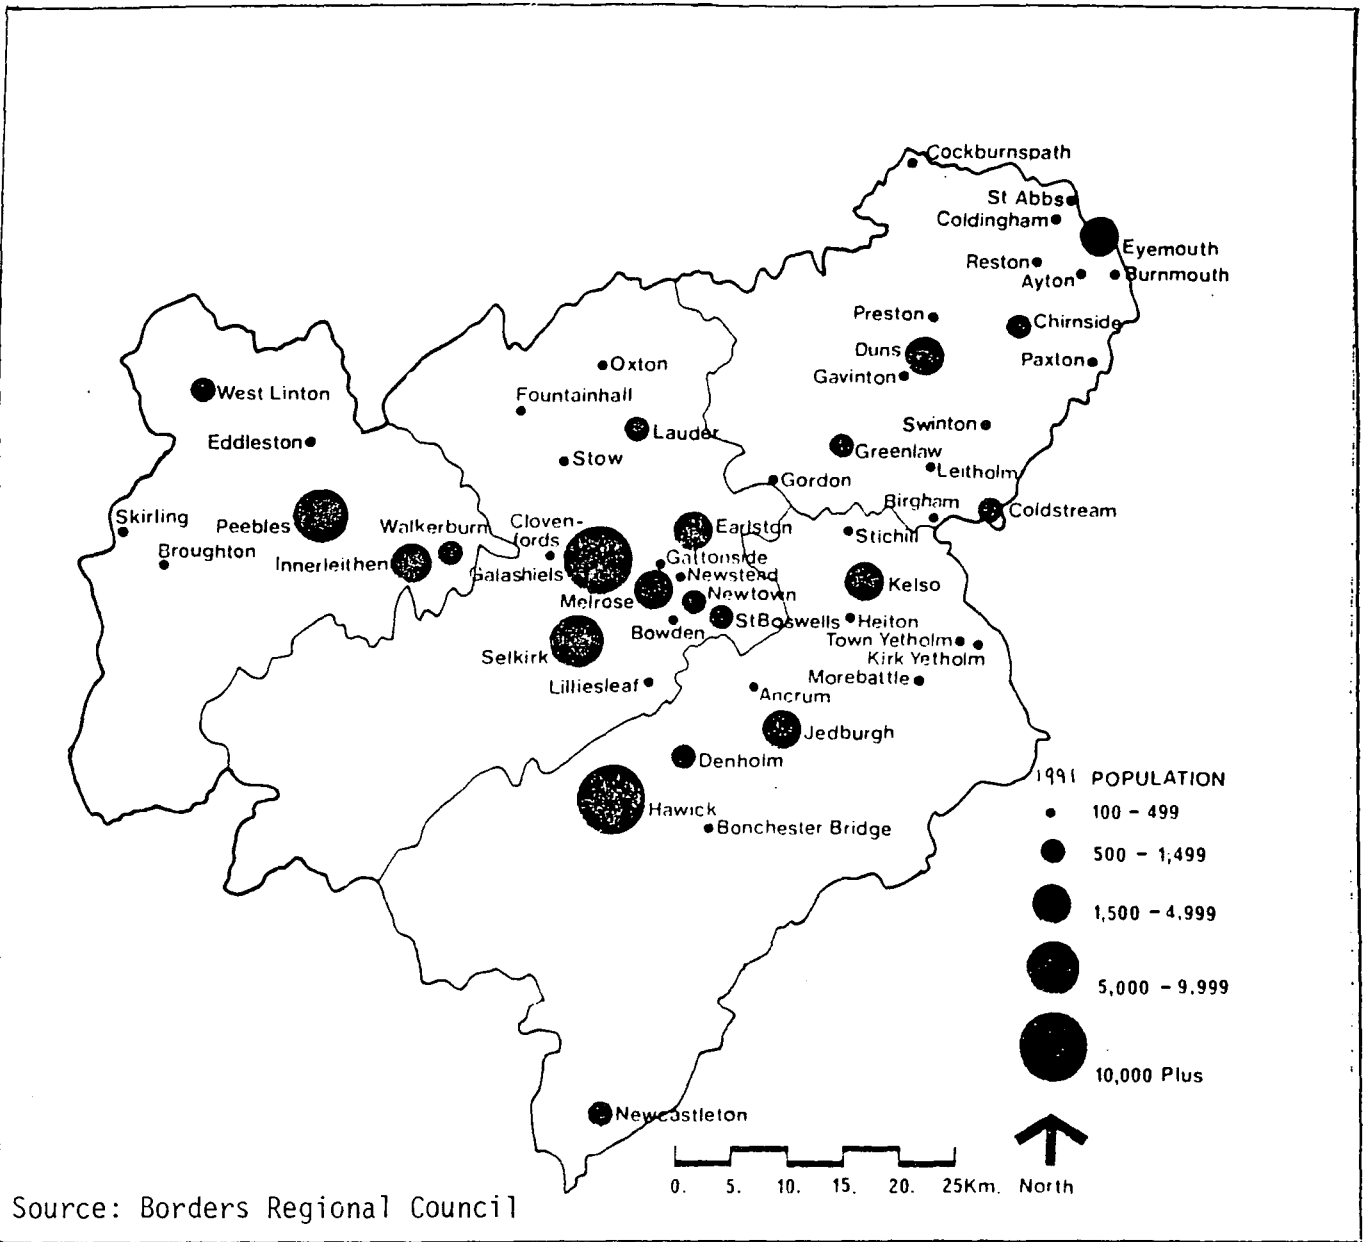 Cockburnspath
St Abbs
Coldingham
Eyemouth
Reston
Ayton
Burnmouth
Preston
Chirnside
Duns
Paxton
Gavinton
Oxton
West Linton
Fountainhall
Lauder
Swinton
Eddleston
Greenlaw
Stow
Leitholm
Gordon
Birgham
Coldstream
Skirling
Peebles
Walkerburn
Cloven-
fords
Earlston
Stichill
Broughton
Innerleithen
Galashiels
Gattonside
Newstead
Kelso
Melrose
Newtown
St Boswells
Heiton
Bowden
Town Yetholm
Selkirk
Kirk Yetholm
Lilliesleaf
Morebattle
Ancrum
Jedburgh
Denholm
Hawick
Bonchester Bridge
Newcastleton
1991 POPULATION
100 - 499
500 - 1,499
1,500 - 4,999
5,000 - 9,999
10,000 Plus
0. 5. 10. 15. 20. 25Km. North
Source: Borders Regional Council